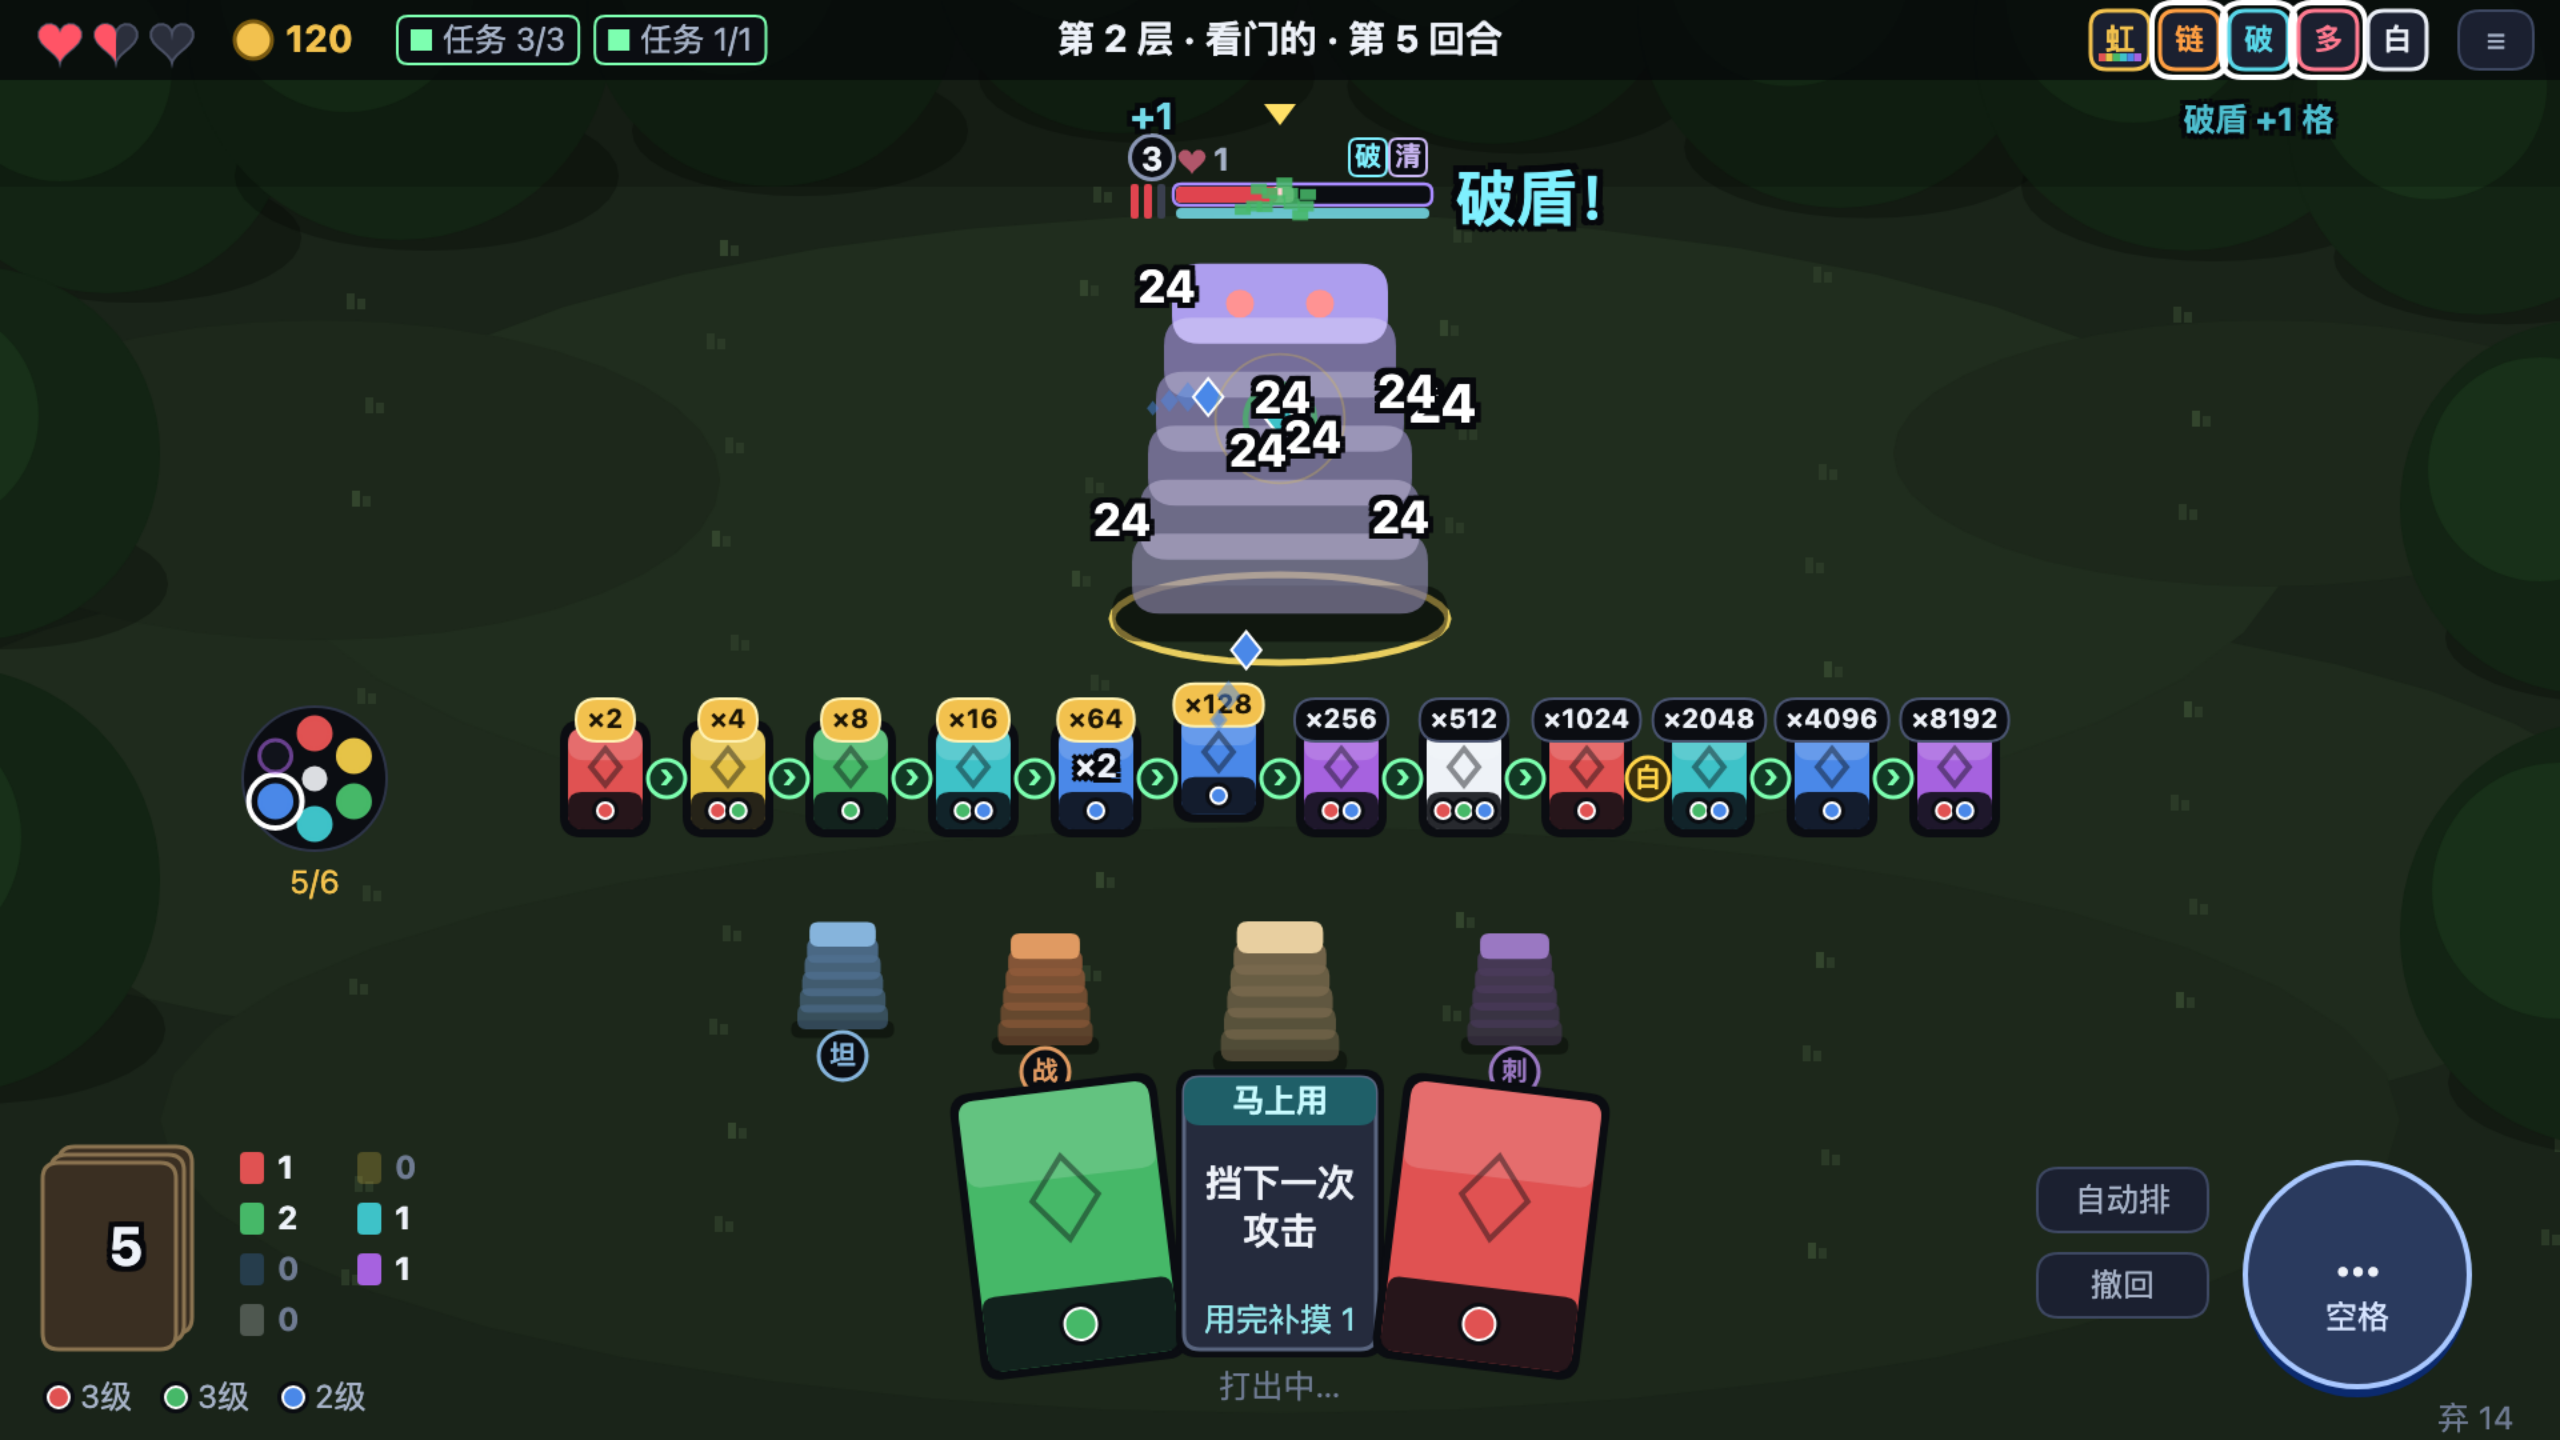 120
任务 3/3
任务 1/1
第 2 层 · 看门的 · 第 5 回合
虹
链
破
多
白
≡
破盾 +1 格
+1
3
1
破
清
破盾!
24
24
24
24
24
24
24
24
×2
×4
×8
×16
×64
×128
×256
×512
×1024
×2048
×4096
×8192
×2
白
5/6
坦
战
刺
马上用
挡下一次
攻击
用完补摸 1
打出中...
5
1
0
2
1
0
1
0
3级
3级
2级
自动排
撤回
...
空格
弃 14